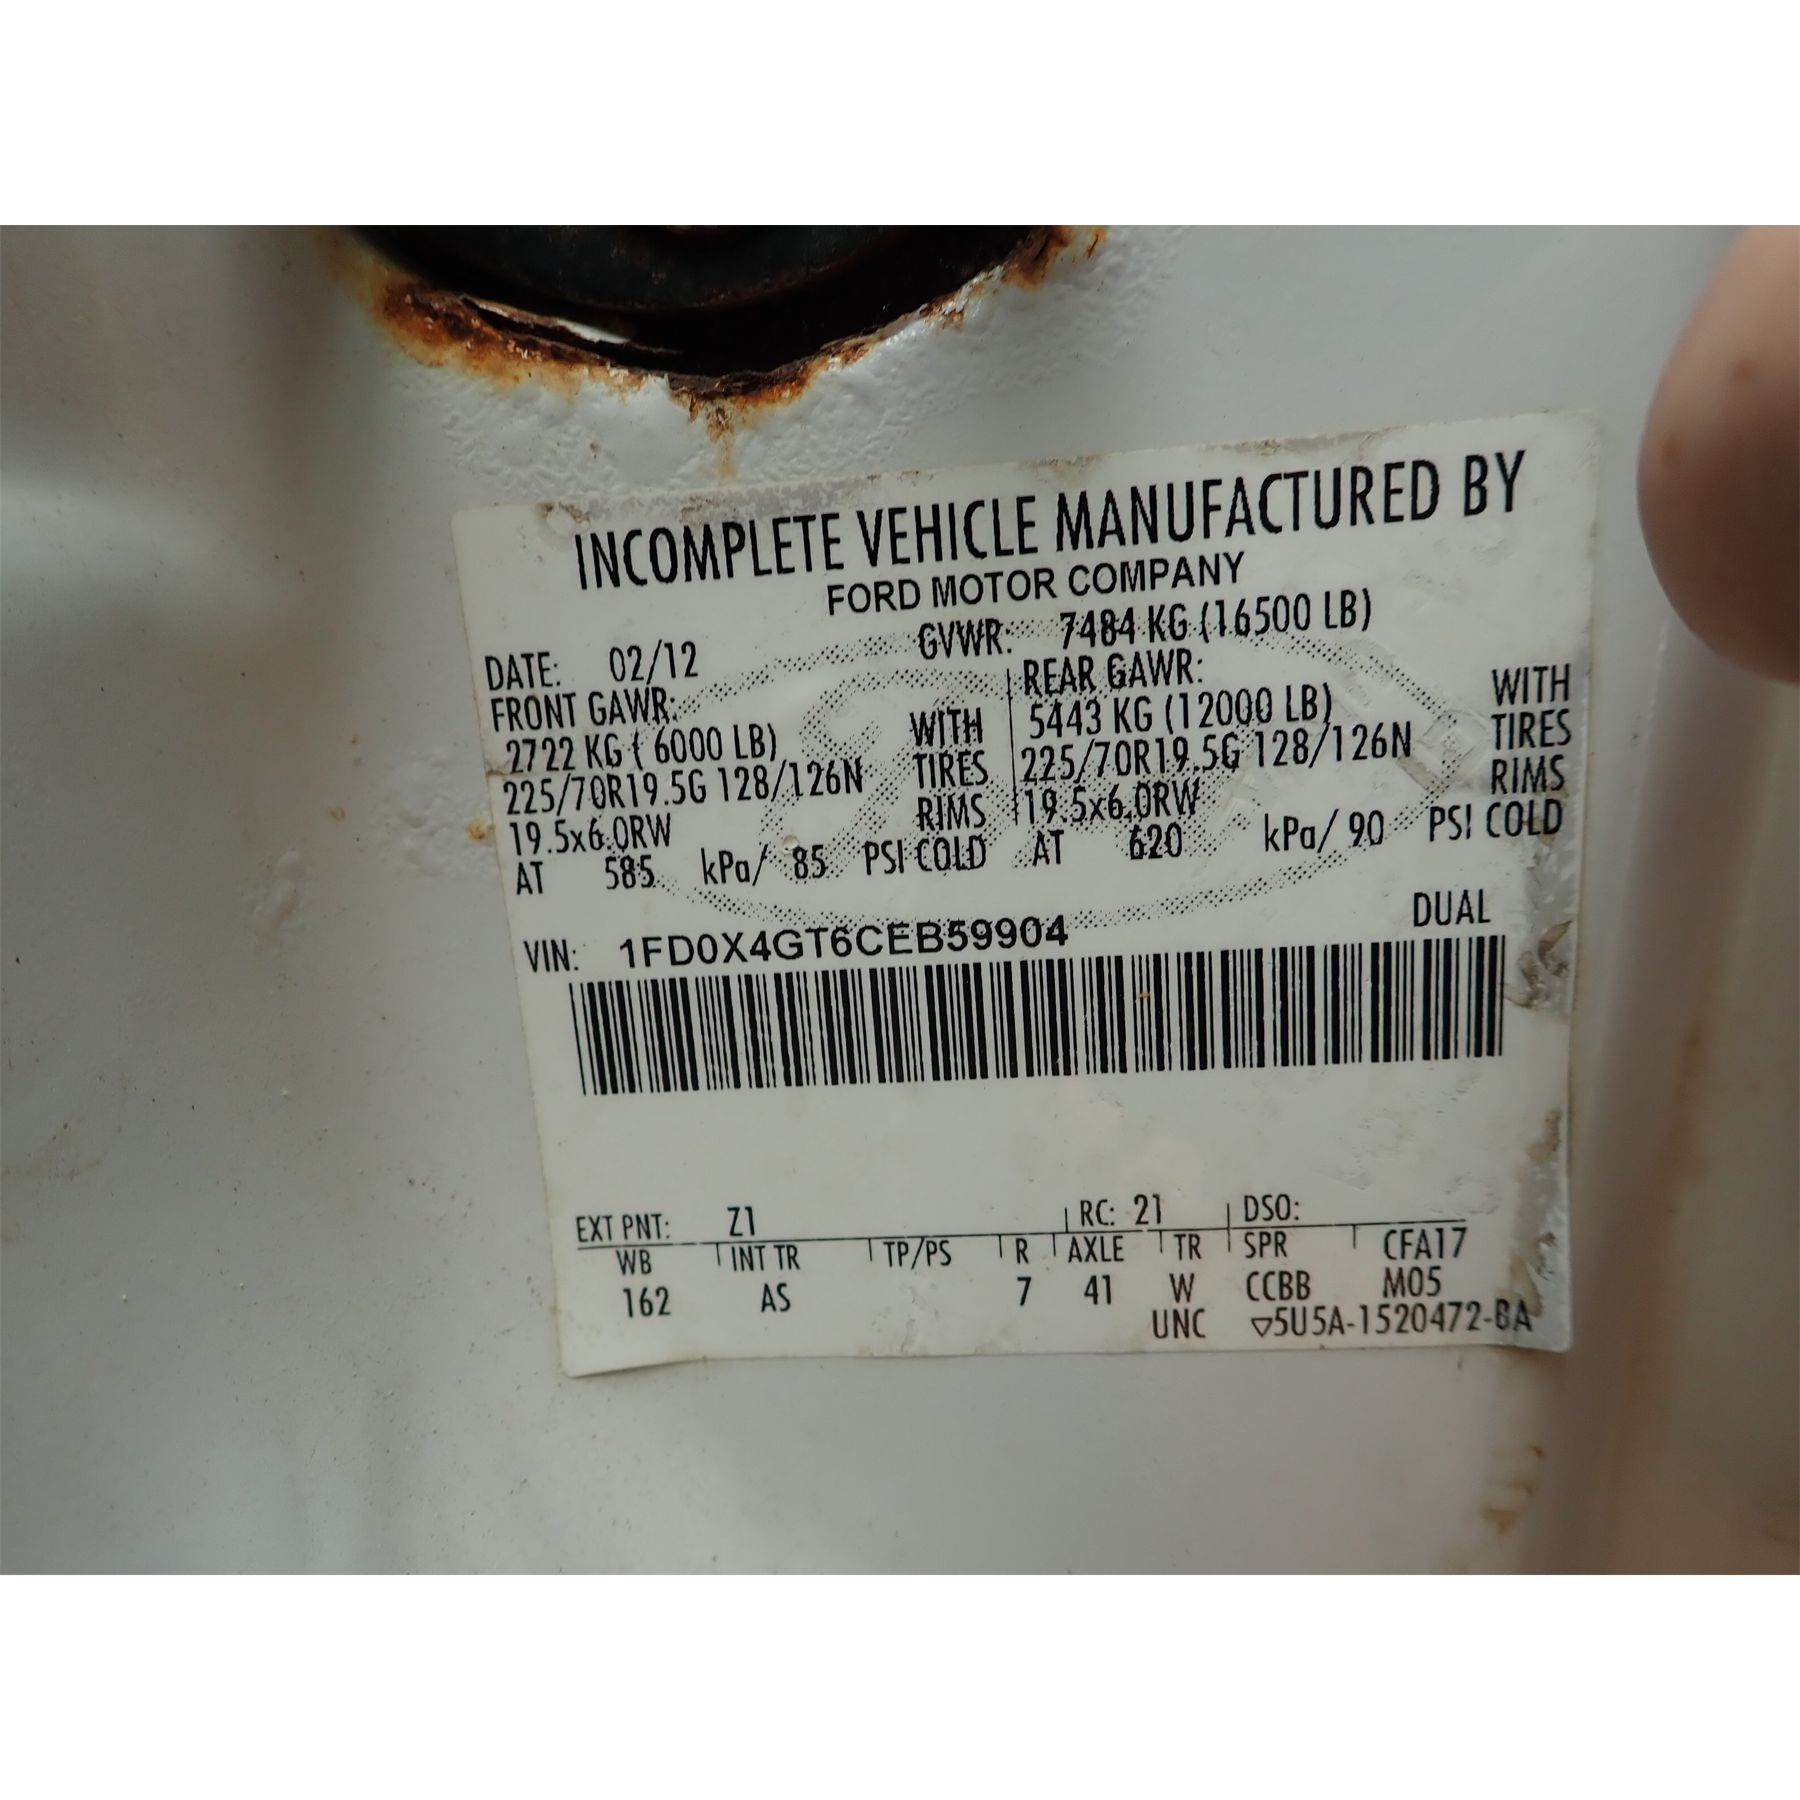 INCOMPLETE VEHICLE MANUFACTURED BY
FORD MOTOR COMPANY
DATE: 02/12 GVWR: 7484 KG (16500 LB)
FRONT GAWR: REAR GAWR:
2722 KG ( 6000 LB) WITH 5443 KG (12000 LB) WITH
225/70R19.5G 128/126N TIRES 225/70R19.5G 128/126N TIRES
19.5x6.0RW RIMS 19.5x6.0RW RIMS
AT 585 kPa/ 85 PSI COLD AT 620 kPa/ 90 PSI COLD
DUAL
VIN: 1FD0X4GT6CEB59904
EXT PNT: Z1 RC: 21 DSO:
WB INT TR TP/PS R AXLE TR SPR CFA17
162 AS 7 41 W CCBB M05
UNC ▽5U5A-1520472-BA